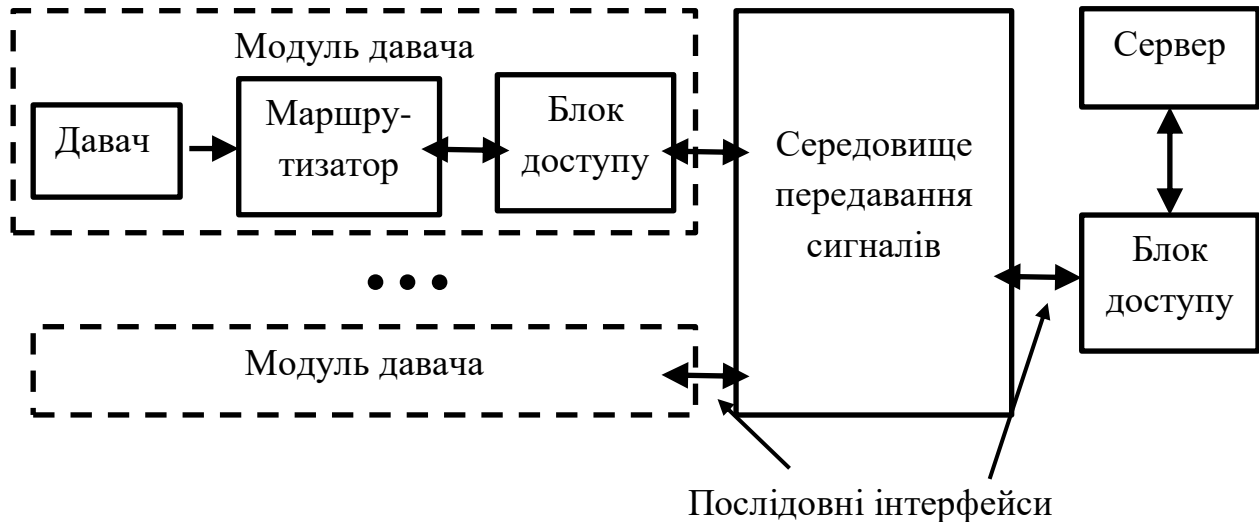 Модуль давача
Давач
Маршру-
тизатор
Блок
доступу
Середовище
передавання
сигналів
Сервер
Блок
доступу
Модуль давача
Послідовні інтерфейси